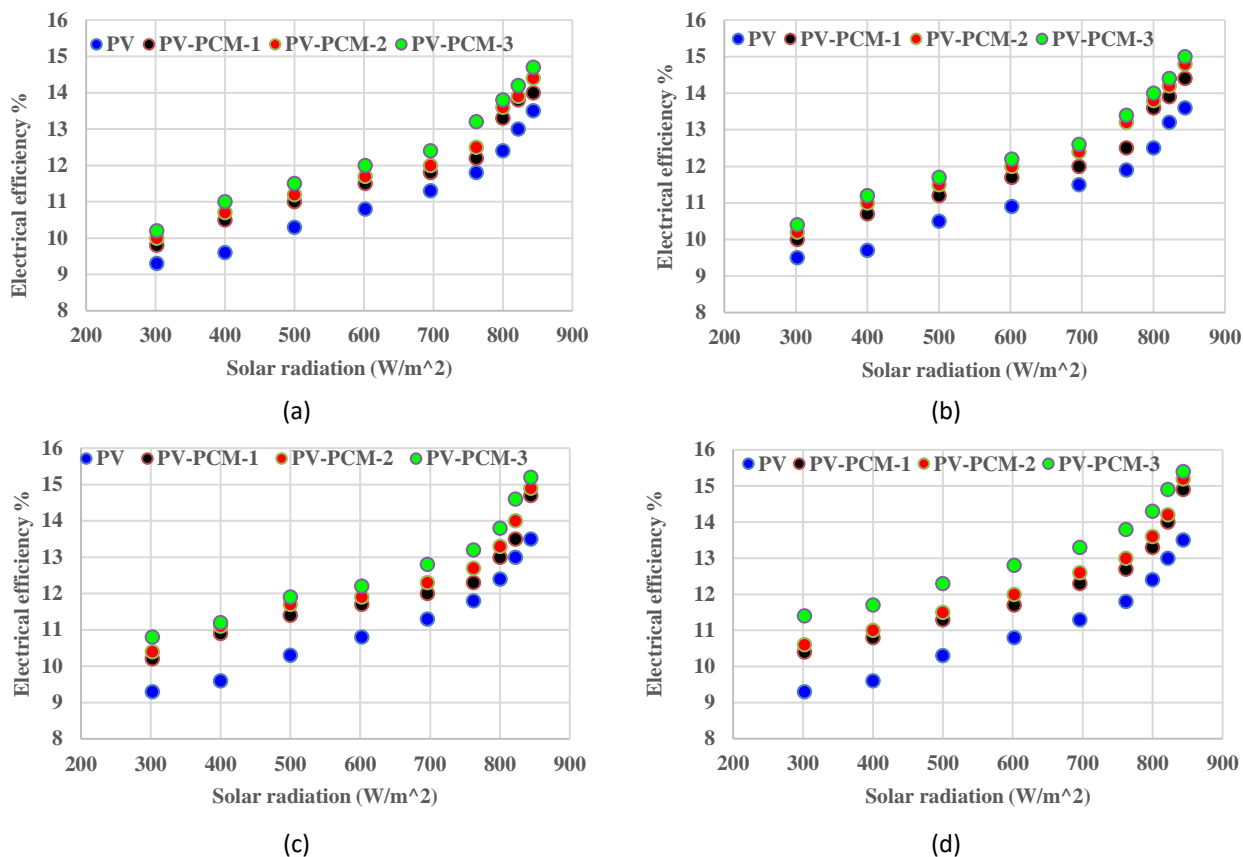 PV PV-PCM-1 PV-PCM-2 PV-PCM-3
Electrical efficiency %
16
15
14
13
12
11
10
9
8
200 300 400 500 600 700 800 900
Solar radiation (W/m^2)
(a)
PV PV-PCM-1 PV-PCM-2 PV-PCM-3
Electrical efficiency %
16
15
14
13
12
11
10
9
8
200 300 400 500 600 700 800 900
Solar radiation (W/m^2)
(b)
PV PV-PCM-1 PV-PCM-2 PV-PCM-3
Electrical efficiency %
16
15
14
13
12
11
10
9
8
200 300 400 500 600 700 800 900
Solar radiation (W/m^2)
(c)
PV PV-PCM-1 PV-PCM-2 PV-PCM-3
Electrical efficiency %
16
15
14
13
12
11
10
9
8
200 300 400 500 600 700 800 900
Solar radiation (W/m^2)
(d)